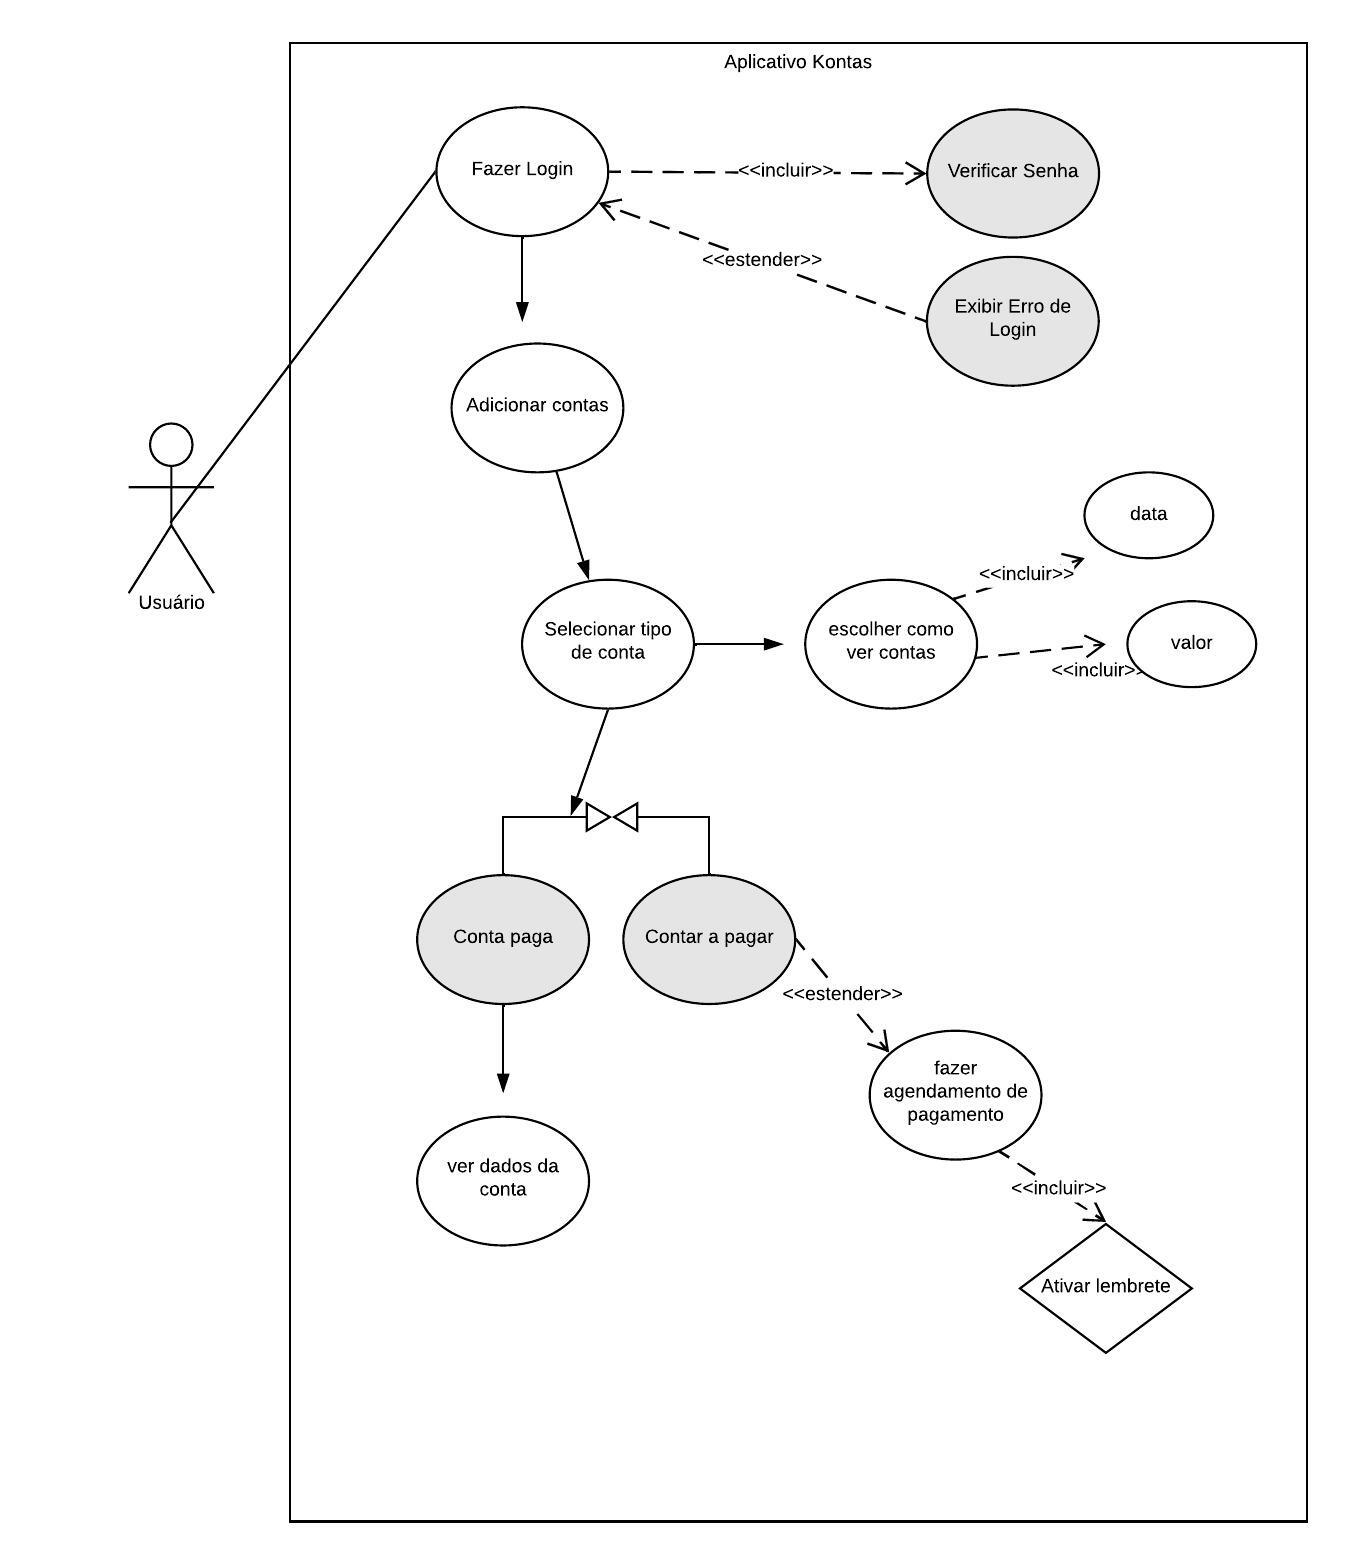 Aplicativo Kontas
Fazer Login
<<incluir>>
Verificar Senha
<<estender>>
Exibir Erro de
Login
Adicionar contas
Usuário
data
<<incluir>>
Selecionar tipo
de conta
escolher como
ver contas
valor
<<incluir>>
Conta paga
Contar a pagar
<<estender>>
fazer
agendamento de
pagamento
ver dados da
conta
<<incluir>>
Ativar lembrete